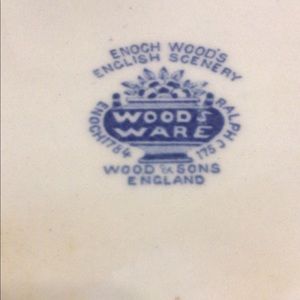 ENOCH WOOD'S
ENGLISH SCENERY
WOOD'S
WARE
ENOCH 1784
RALPH
WOOD & SONS
ENGLAND